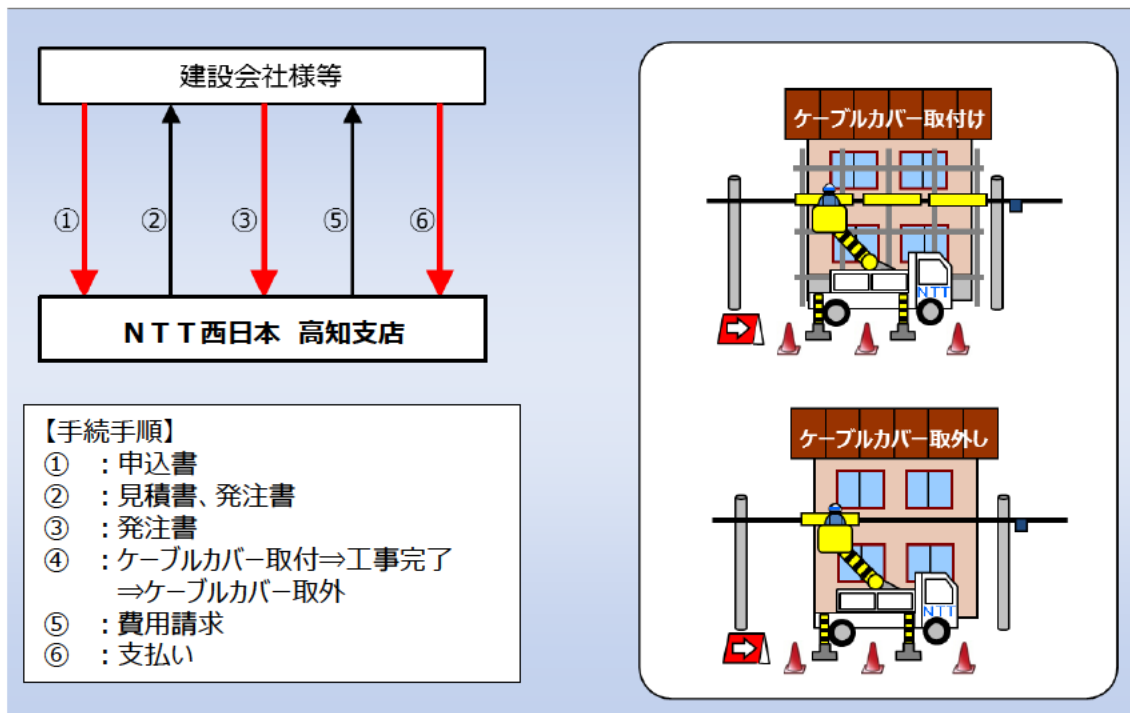 建設会社様等
① ② ③ ⑤ ⑥
NTT西日本 高知支店
【手続手順】
① :申込書
② :見積書、発注書
③ :発注書
④ :ケーブルカバー取付⇒工事完了
⇒ケーブルカバー取外
⑤ :費用請求
⑥ :支払い
ケーブルカバー取付け
NTT
ケーブルカバー取外し
NTT